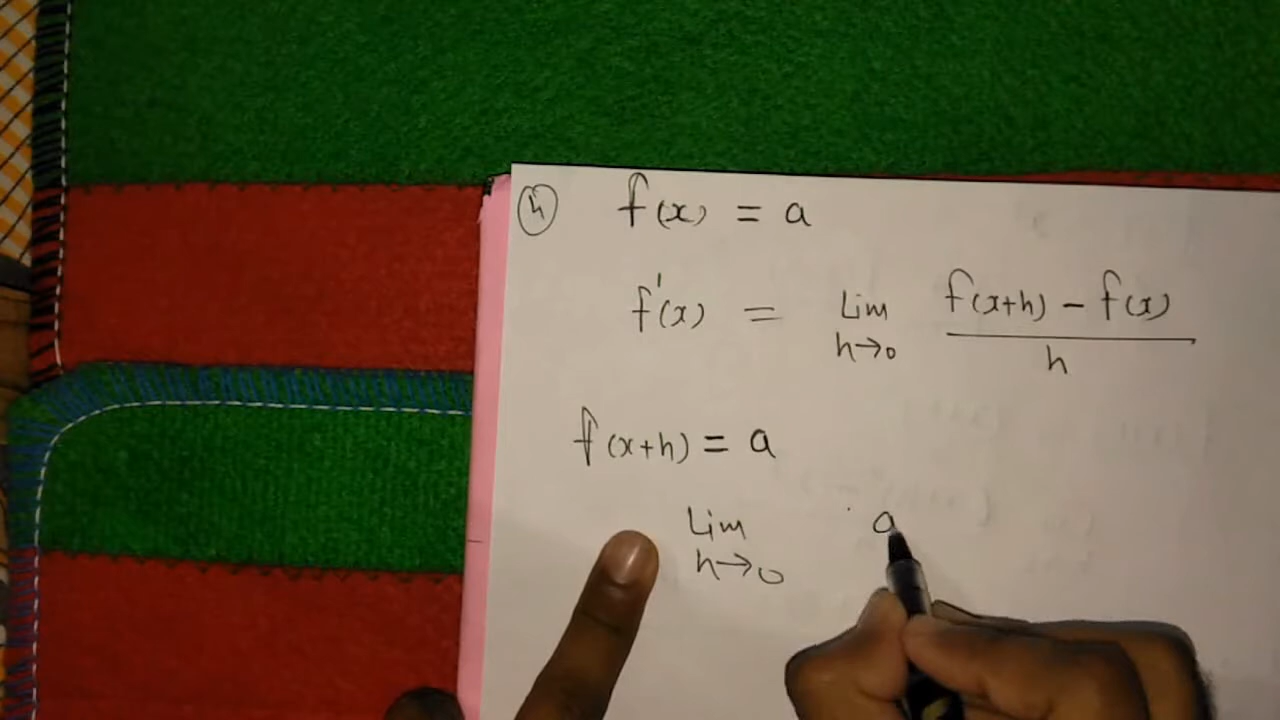 ④ f(x) = a
f'(x) = Lim h→0 f(x+h) - f(x) / h
f(x+h) = a
Lim h→0 a